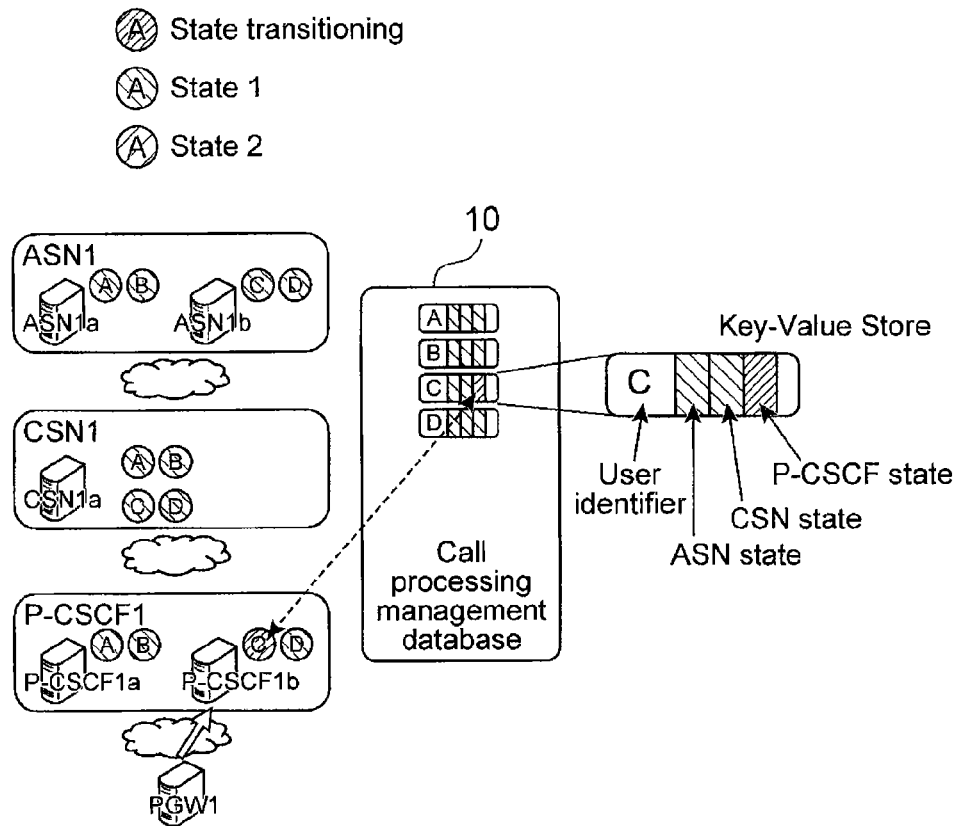 A State transitioning
A State 1
A State 2
10
ASN1
A B
C D
ASN1a
ASN1b
CSN1
A B
CSN1a
C D
P-CSCF1
A B
C D
P-CSCF1a
P-CSCF1b
PGW1
A
B
C
D
Call
processing
management
database
Key-Value Store
C
User
identifier
P-CSCF state
CSN state
ASN state